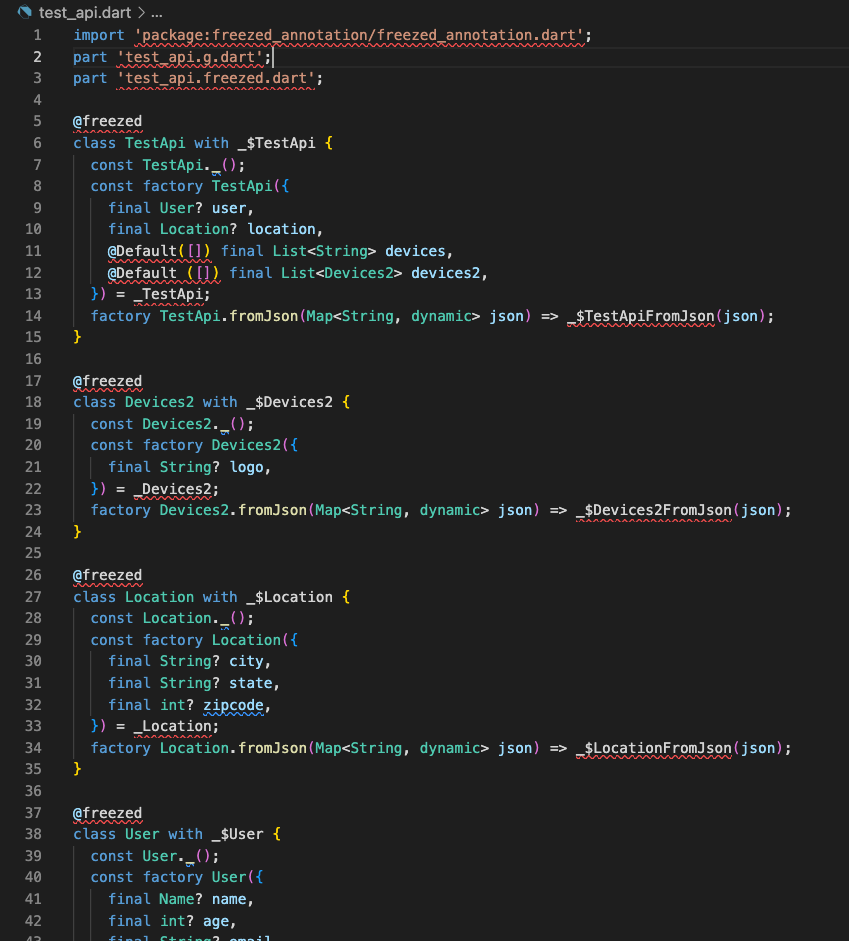 test_api.dart > ...
1 import 'package:freezed_annotation/freezed_annotation.dart';
2 part 'test_api.g.dart';
3 part 'test_api.freezed.dart';
4
5 @freezed
6 class TestApi with _$TestApi {
7 const TestApi._();
8 const factory TestApi({
9 final User? user,
10 final Location? location,
11 @Default([]) final List<String> devices,
12 @Default ([]) final List<Devices2> devices2,
13 }) = _TestApi;
14 factory TestApi.fromJson(Map<String, dynamic> json) => _$TestApiFromJson(json);
15 }
16
17 @freezed
18 class Devices2 with _$Devices2 {
19 const Devices2._();
20 const factory Devices2({
21 final String? logo,
22 }) = _Devices2;
23 factory Devices2.fromJson(Map<String, dynamic> json) => _$Devices2FromJson(json);
24 }
25
26 @freezed
27 class Location with _$Location {
28 const Location._();
29 const factory Location({
30 final String? city,
31 final String? state,
32 final int? zipcode,
33 }) = _Location;
34 factory Location.fromJson(Map<String, dynamic> json) => _$LocationFromJson(json);
35 }
36
37 @freezed
38 class User with _$User {
39 const User._();
40 const factory User({
41 final Name? name,
42 final int? age,
43 final String? email